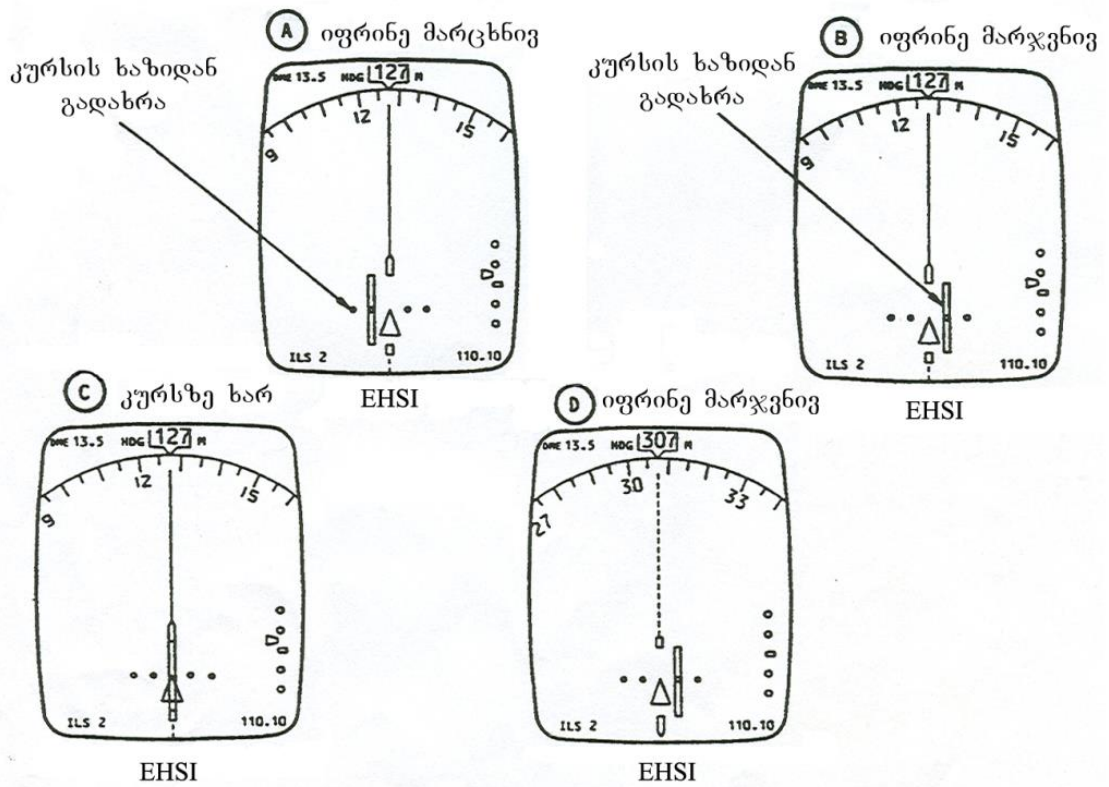 A იფრინე მარცხნივ
კურსის ხაზიდან
გადახრა
DME 13.5 HDG 127 M
9 12 15
ILS 2 110.10
EHSI
B იფრინე მარჯვნივ
კურსის ხაზიდან
გადახრა
DME 13.5 HDG 127 M
9 12 15
ILS 2 110.10
EHSI
C კურსზე ხარ
DME 13.5 HDG 127 M
9 12 15
ILS 2 110.10
EHSI
D იფრინე მარჯვნივ
DME 13.5 HDG 307 M
27 30 33
ILS 2 110.10
EHSI